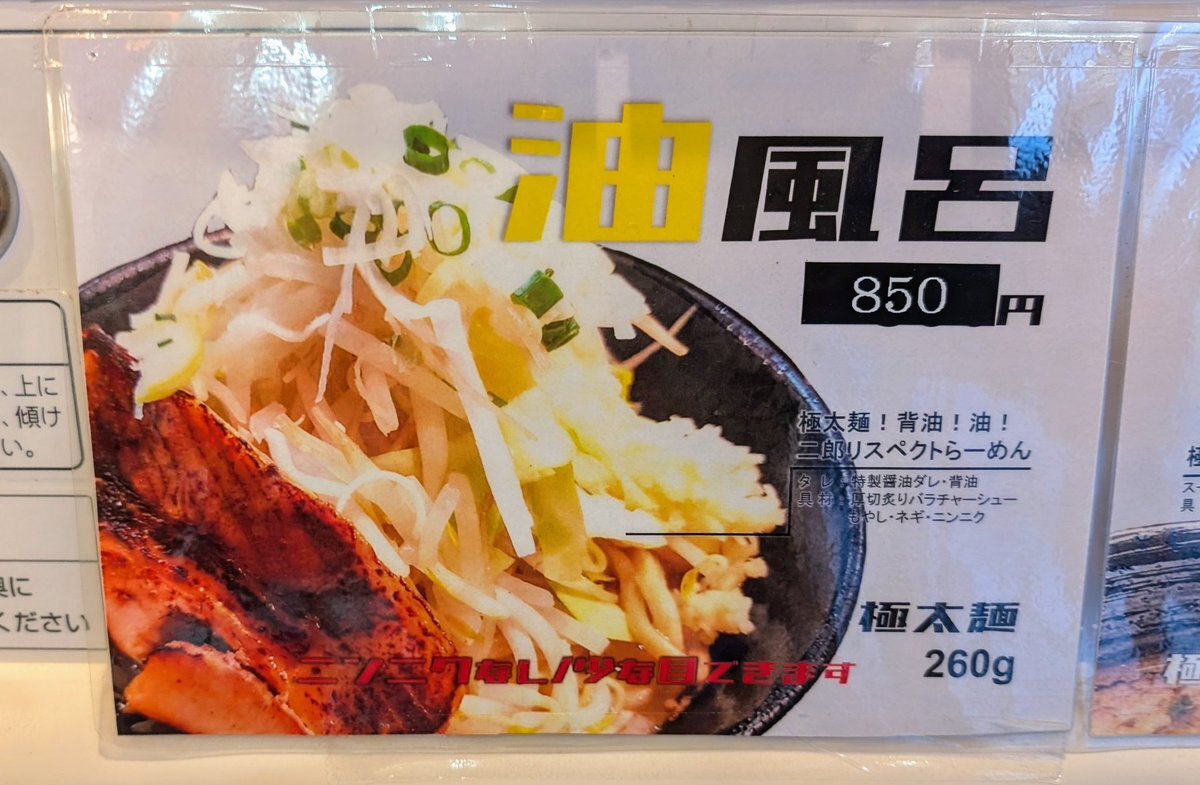 油風呂
850円
極太麺！背油！油！
二郎リスペクトらーめん
タレ：特製醤油ダレ・背油
具材：厚切炙りバラチャーシュー
もやし・ネギ・ニンニク
極太麺
260g
ニンニクなし/少な目できます
、上に
、傾け
い。
ください
極
ス
具
極